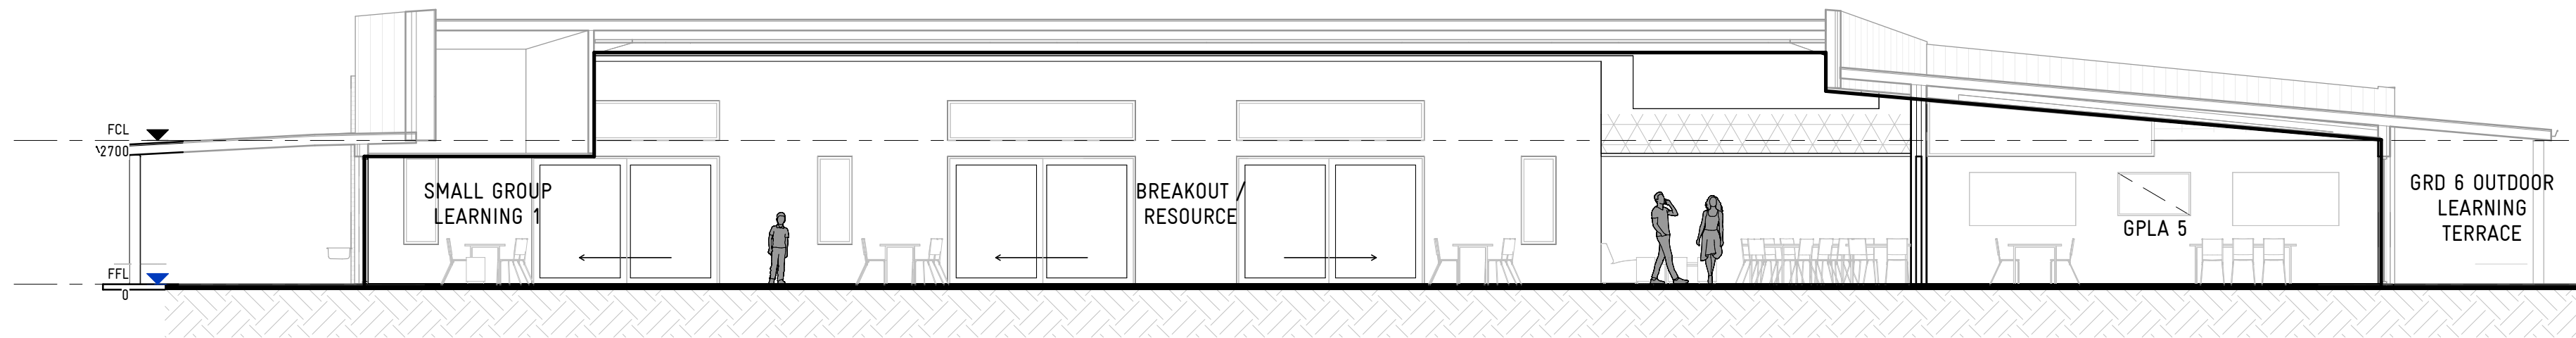 FCL
2700
SMALL GROUP
LEARNING 1
BREAKOUT /
RESOURCE
GPLA 5
GRD 6 OUTDOOR
LEARNING
TERRACE
FFL
0